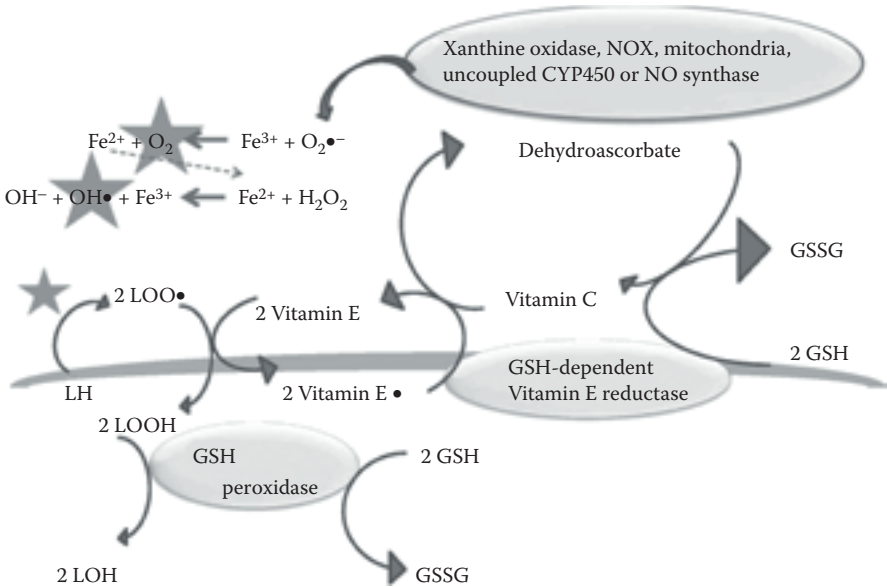 Xanthine oxidase, NOX, mitochondria,
uncoupled CYP450 or NO synthase
Fe²⁺ + O₂ Fe³⁺ + O₂•⁻
OH⁻ + OH• + Fe³⁺ Fe²⁺ + H₂O₂
Dehydroascorbate
GSSG
2 LOO•
2 Vitamin E
Vitamin C
2 GSH
LH
2 Vitamin E •
GSH-dependent
Vitamin E reductase
2 LOOH
GSH
peroxidase
2 GSH
2 LOH
GSSG